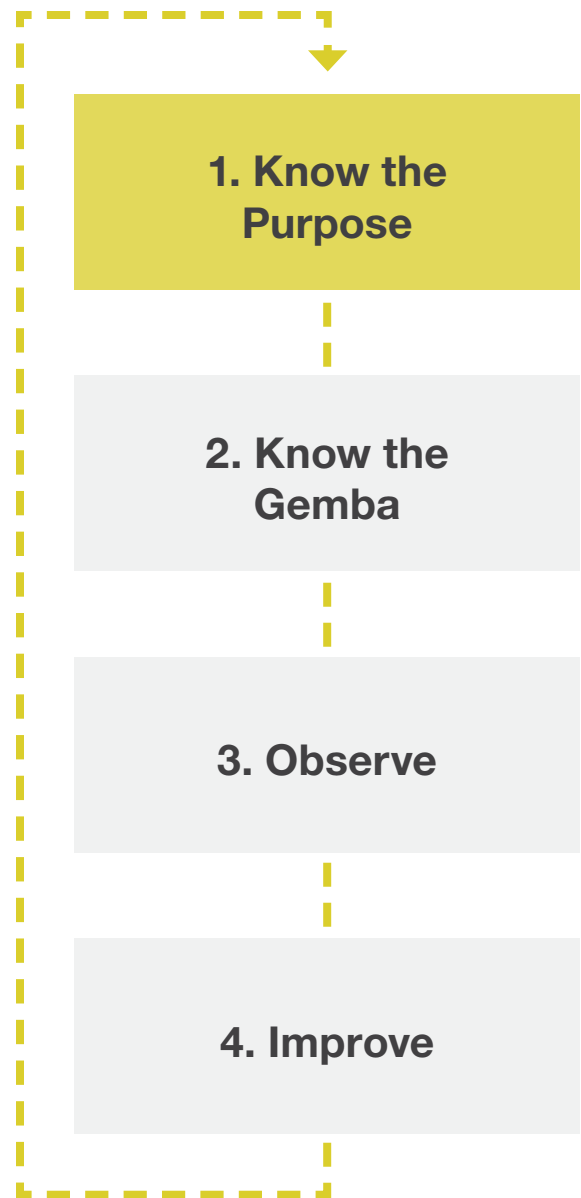 1. Know the
Purpose
2. Know the
Gemba
3. Observe
4. Improve